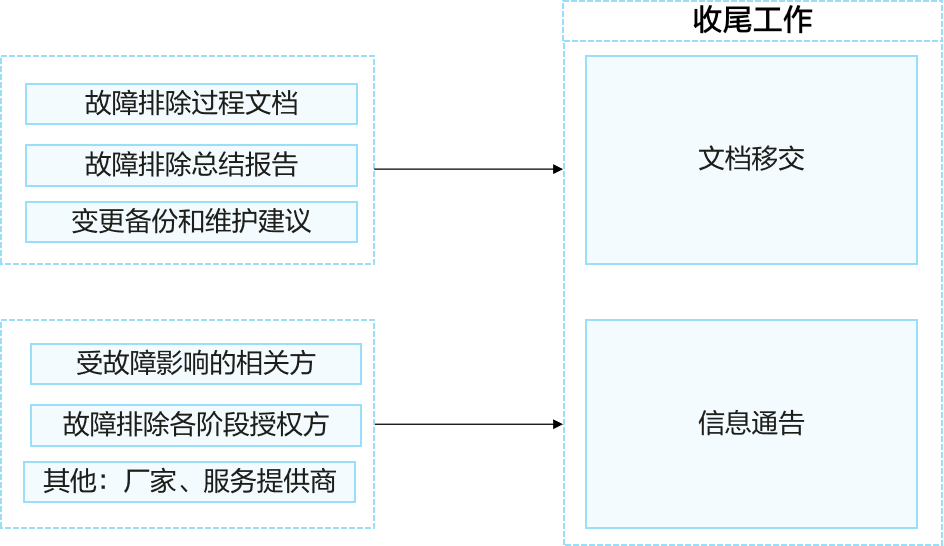 收尾工作
故障排除过程文档
故障排除总结报告
变更备份和维护建议
文档移交
受故障影响的相关方
故障排除各阶段授权方
其他：厂家、服务提供商
信息通告